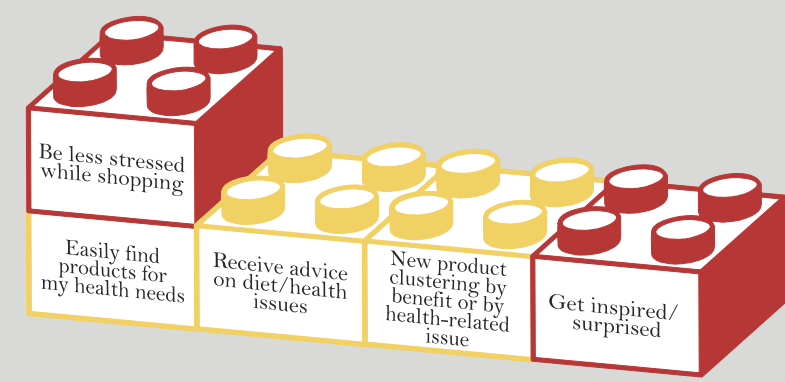 Be less stressed
while shopping
Easily find
products for
my health needs
Receive advice
on diet/health
issues
New product
clustering by
benefit or by
health-related
issue
Get inspired/
surprised